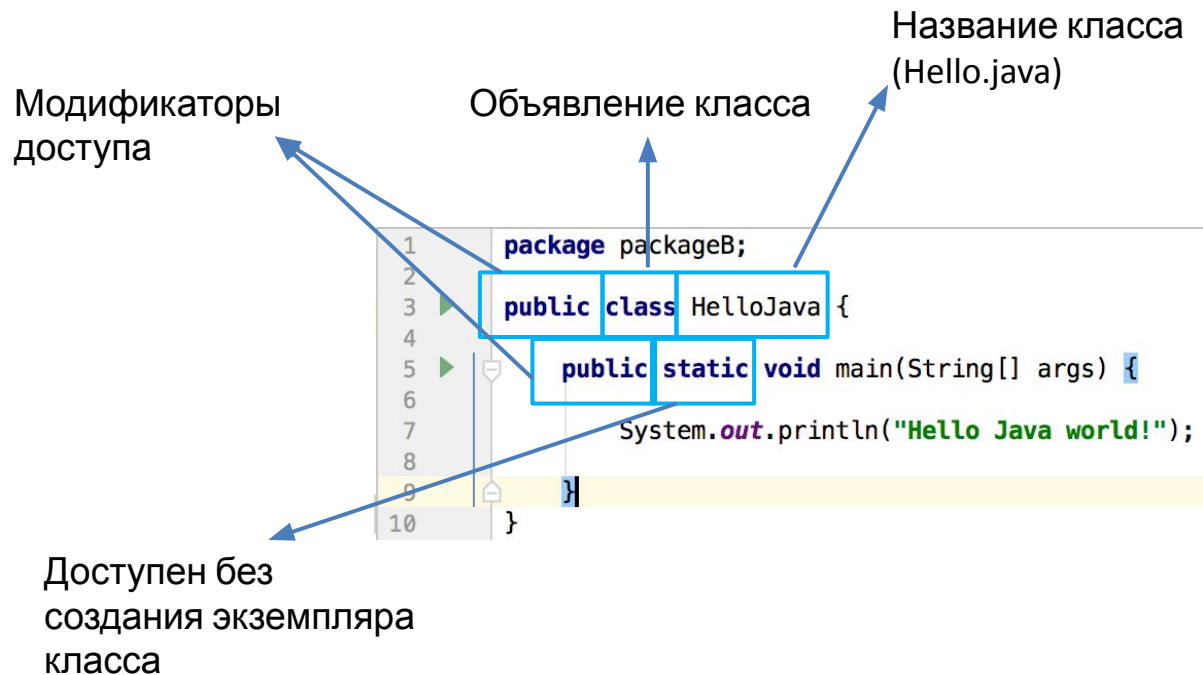 Название класса
(Hello.java)
Модификаторы
доступа
Объявление класса
1 package packageB;
2
3 public class HelloJava {
4
5 public static void main(String[] args) {
6
7 System.out.println("Hello Java world!");
8
9 }
10 }
Доступен без
создания экземпляра
класса